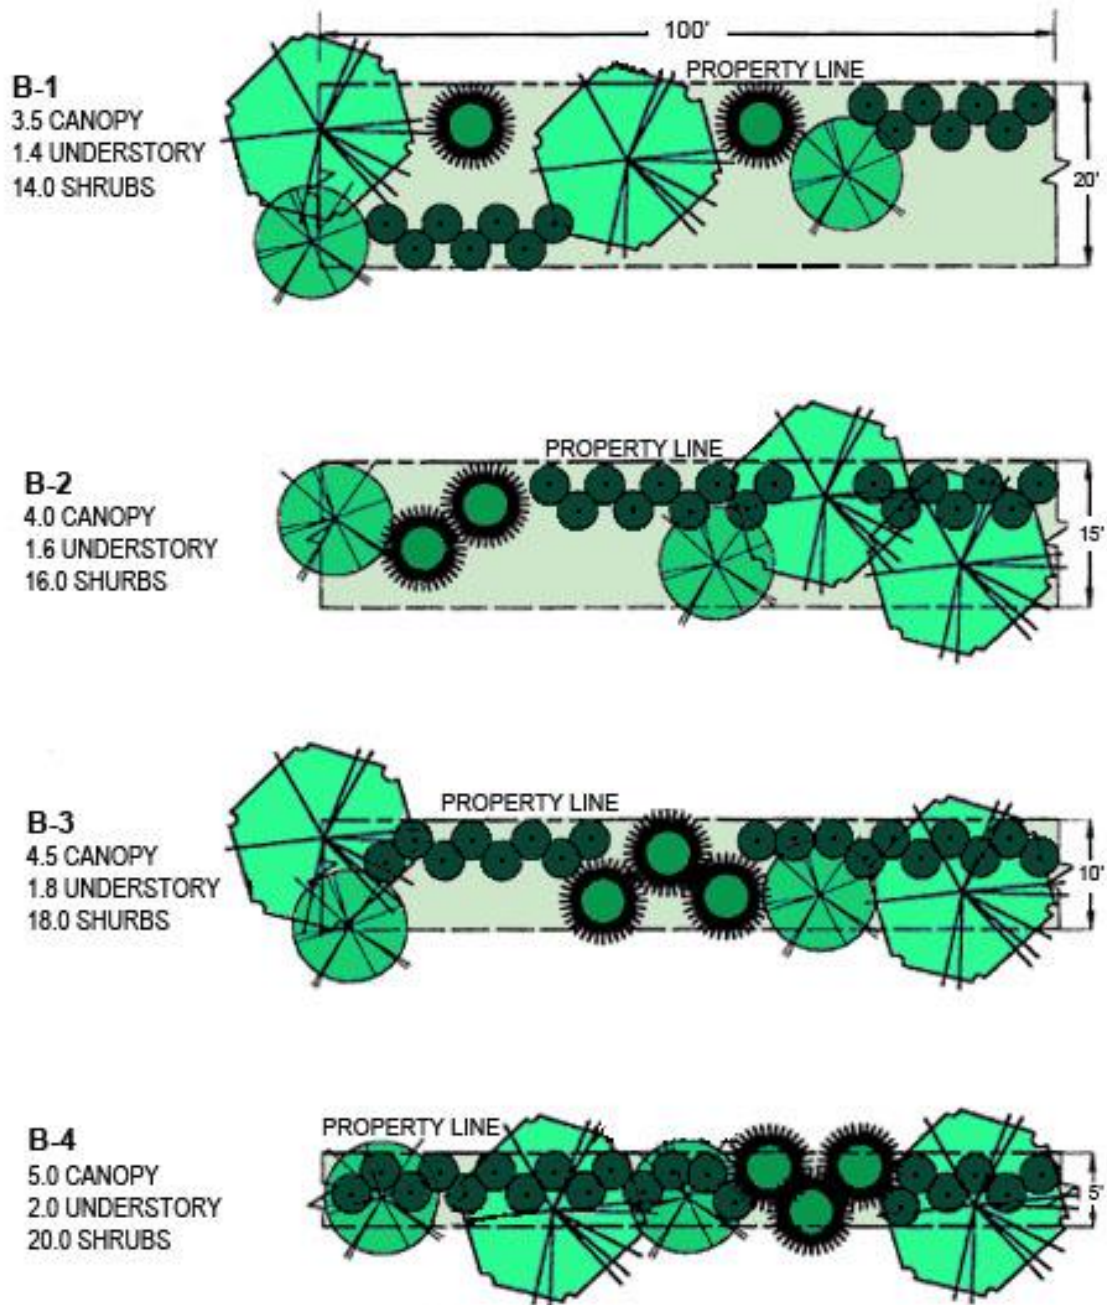 100'
PROPERTY LINE
B-1
3.5 CANOPY
1.4 UNDERSTORY
14.0 SHRUBS
20'
PROPERTY LINE
B-2
4.0 CANOPY
1.6 UNDERSTORY
16.0 SHURBS
15'
PROPERTY LINE
B-3
4.5 CANOPY
1.8 UNDERSTORY
18.0 SHURBS
10'
PROPERTY LINE
B-4
5.0 CANOPY
2.0 UNDERSTORY
20.0 SHRUBS
5'